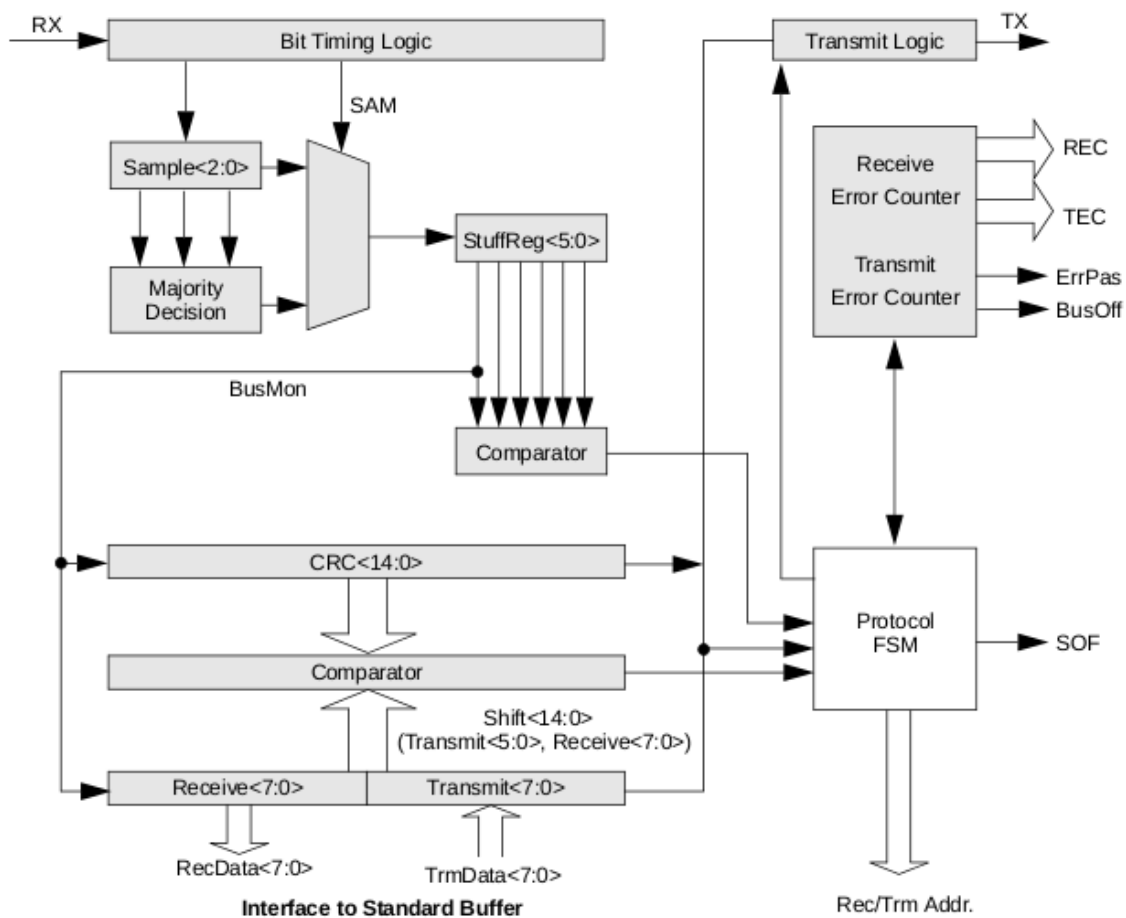 RX
Bit Timing Logic
Transmit Logic
TX
SAM
Sample<2:0>
Receive
Error Counter
REC
TEC
StuffReg<5:0>
Majority
Decision
Transmit
Error Counter
ErrPas
BusOff
BusMon
Comparator
CRC<14:0>
Protocol
FSM
SOF
Comparator
Shift<14:0>
(Transmit<5:0>, Receive<7:0>)
Receive<7:0>
Transmit<7:0>
RecData<7:0>
TrmData<7:0>
Interface to Standard Buffer
Rec/Trm Addr.